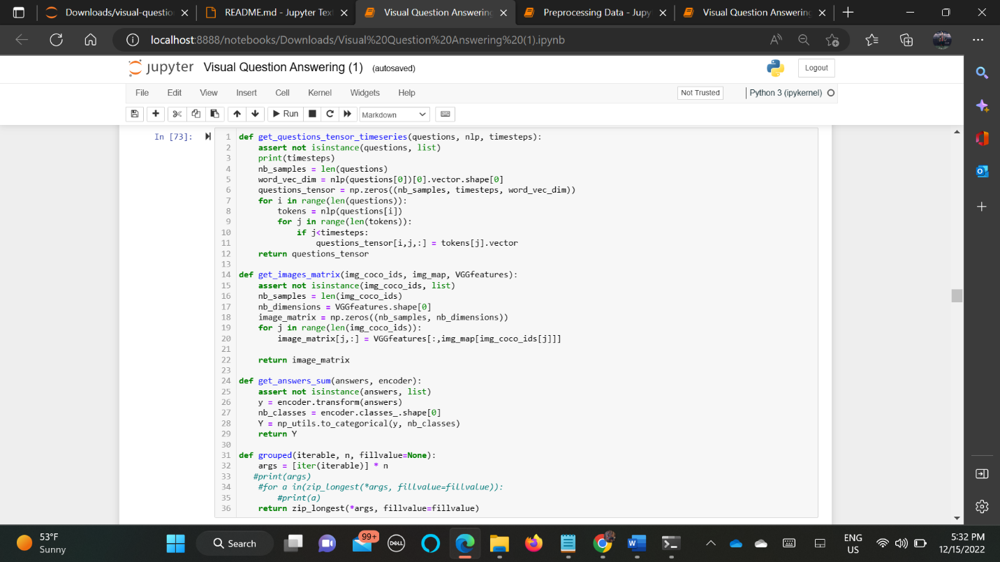 Downloads/visual-questio
README.md - Jupyter Text
Visual Question Answering
Preprocessing Data - Jupy
Visual Question Answering
localhost:8888/notebooks/Downloads/Visual%20Question%20Answering%20(1).ipynb
jupyter Visual Question Answering (1) (autosaved)
Logout
File Edit View Insert Cell Kernel Widgets Help
Not Trusted
Python 3 (ipykernel)
Run
Markdown
In [73]:
1 def get_questions_tensor_timeseries(questions, nlp, timesteps):
2     assert not isinstance(questions, list)
3     print(timesteps)
4     nb_samples = len(questions)
5     word_vec_dim = nlp(questions[0])[0].vector.shape[0]
6     questions_tensor = np.zeros((nb_samples, timesteps, word_vec_dim))
7     for i in range(len(questions)):
8         tokens = nlp(questions[i])
9         for j in range(len(tokens)):
10             if j<timesteps:
11                 questions_tensor[i,j,:] = tokens[j].vector
12     return questions_tensor
13
14 def get_images_matrix(img_coco_ids, img_map, VGGfeatures):
15     assert not isinstance(img_coco_ids, list)
16     nb_samples = len(img_coco_ids)
17     nb_dimensions = VGGfeatures.shape[0]
18     image_matrix = np.zeros((nb_samples, nb_dimensions))
19     for j in range(len(img_coco_ids)):
20         image_matrix[j,:] = VGGfeatures[:,img_map[img_coco_ids[j]]]
21
22     return image_matrix
23
24 def get_answers_sum(answers, encoder):
25     assert not isinstance(answers, list)
26     y = encoder.transform(answers)
27     nb_classes = encoder.classes_.shape[0]
28     Y = np_utils.to_categorical(y, nb_classes)
29     return Y
30
31 def grouped(iterable, n, fillvalue=None):
32     args = [iter(iterable)] * n
33    #print(args)
34     #for a in(zip_longest(*args, fillvalue=fillvalue)):
35         #print(a)
36     return zip_longest(*args, fillvalue=fillvalue)
53°F
Sunny
Search
99+
DELL
ENG
US
5:32 PM
12/15/2022